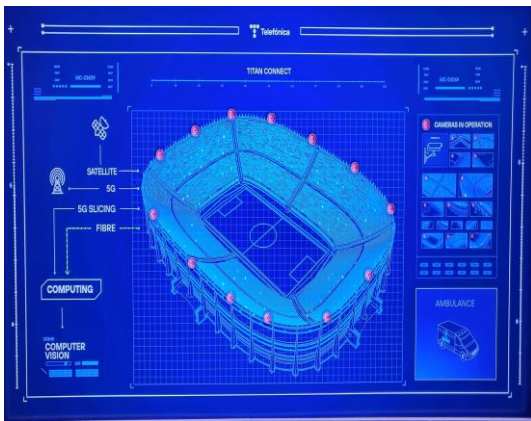 Telefónica
TITAN CONNECT
CAMERAS IN OPERATION
SATELLITE
5G
5G SLICING
FIBRE
COMPUTING
COMPUTER
VISION
AMBULANCE